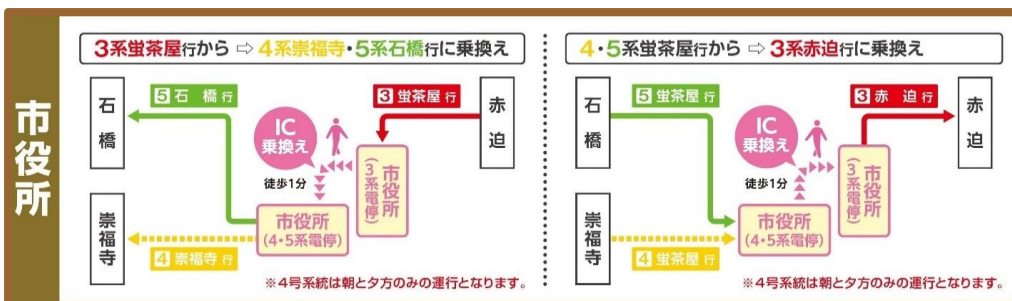 市役所
3系蛍茶屋行から⇨4系崇福寺・5系石橋行に乗換え
石橋
5 石橋行
3 蛍茶屋行
赤迫
IC
乗換え
徒歩1分
市役所
(3系電停)
市役所
(4・5系電停)
崇福寺
4 崇福寺行
※4号系統は朝と夕方のみの運行となります。
4・5系蛍茶屋行から⇨3系赤迫行に乗換え
石橋
5 蛍茶屋行
3 赤迫行
赤迫
IC
乗換え
徒歩1分
市役所
(3系電停)
市役所
(4・5系電停)
崇福寺
4 蛍茶屋行
※4号系統は朝と夕方のみの運行となります。